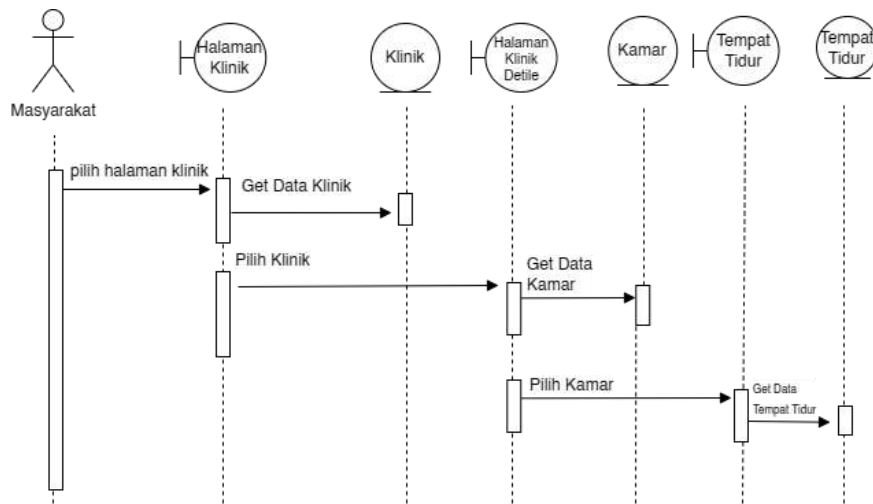 Masyarakat
Halaman
Klinik
Klinik
Halaman
Klinik
Detile
Kamar
Tempat
Tidur
Tempat
Tidur
pilih halaman klinik
Get Data Klinik
Pilih Klinik
Get Data
Kamar
Pilih Kamar
Get Data
Tempat Tidur